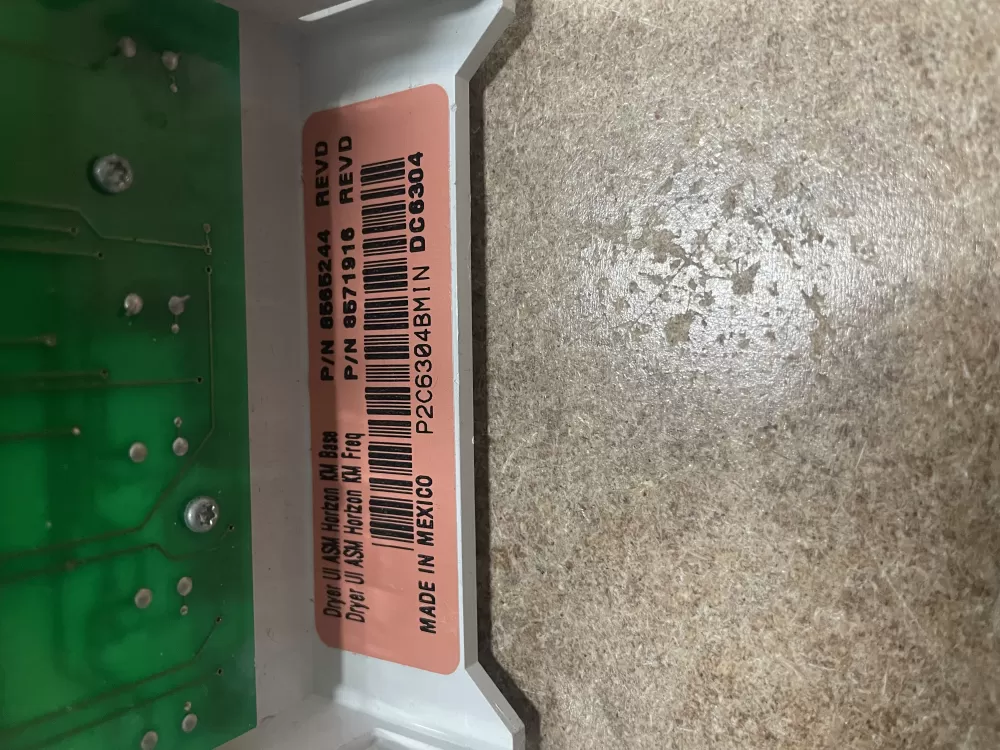 Dryer UI ASM Horizon KM Base P/N 8565244 REVD
Dryer UI ASM Horizon KM Freq P/N 8571916 REVD
MADE IN MEXICO P2C6304BMIN DC6304